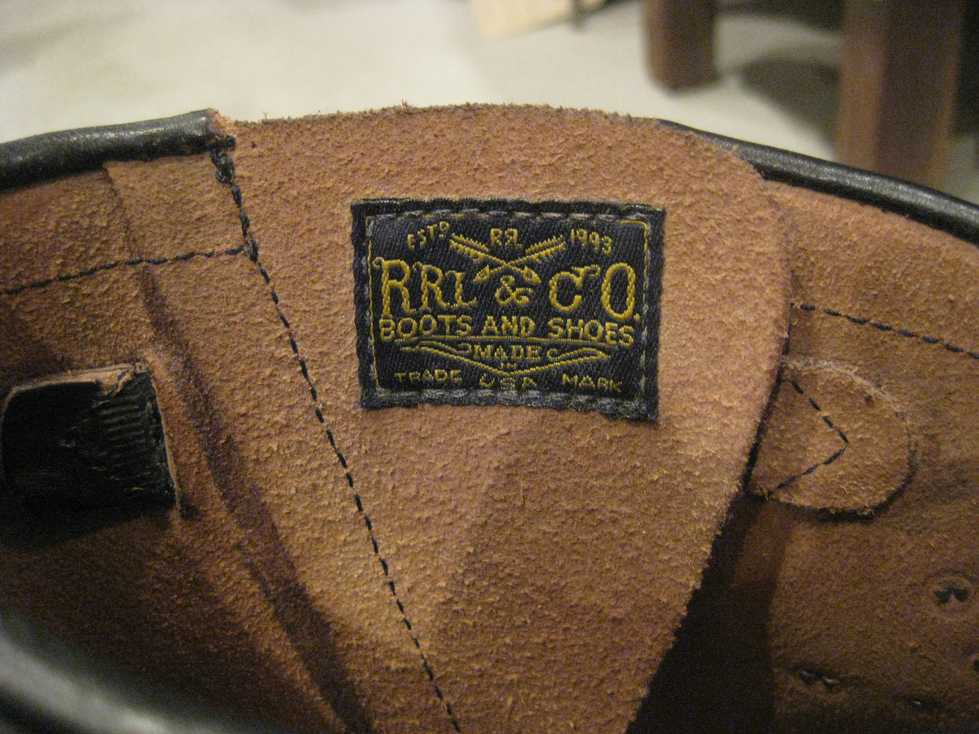 ESTD RRL 1993
RRL & CO.
BOOTS AND SHOES
MADE
IN
TRADE USA MARK